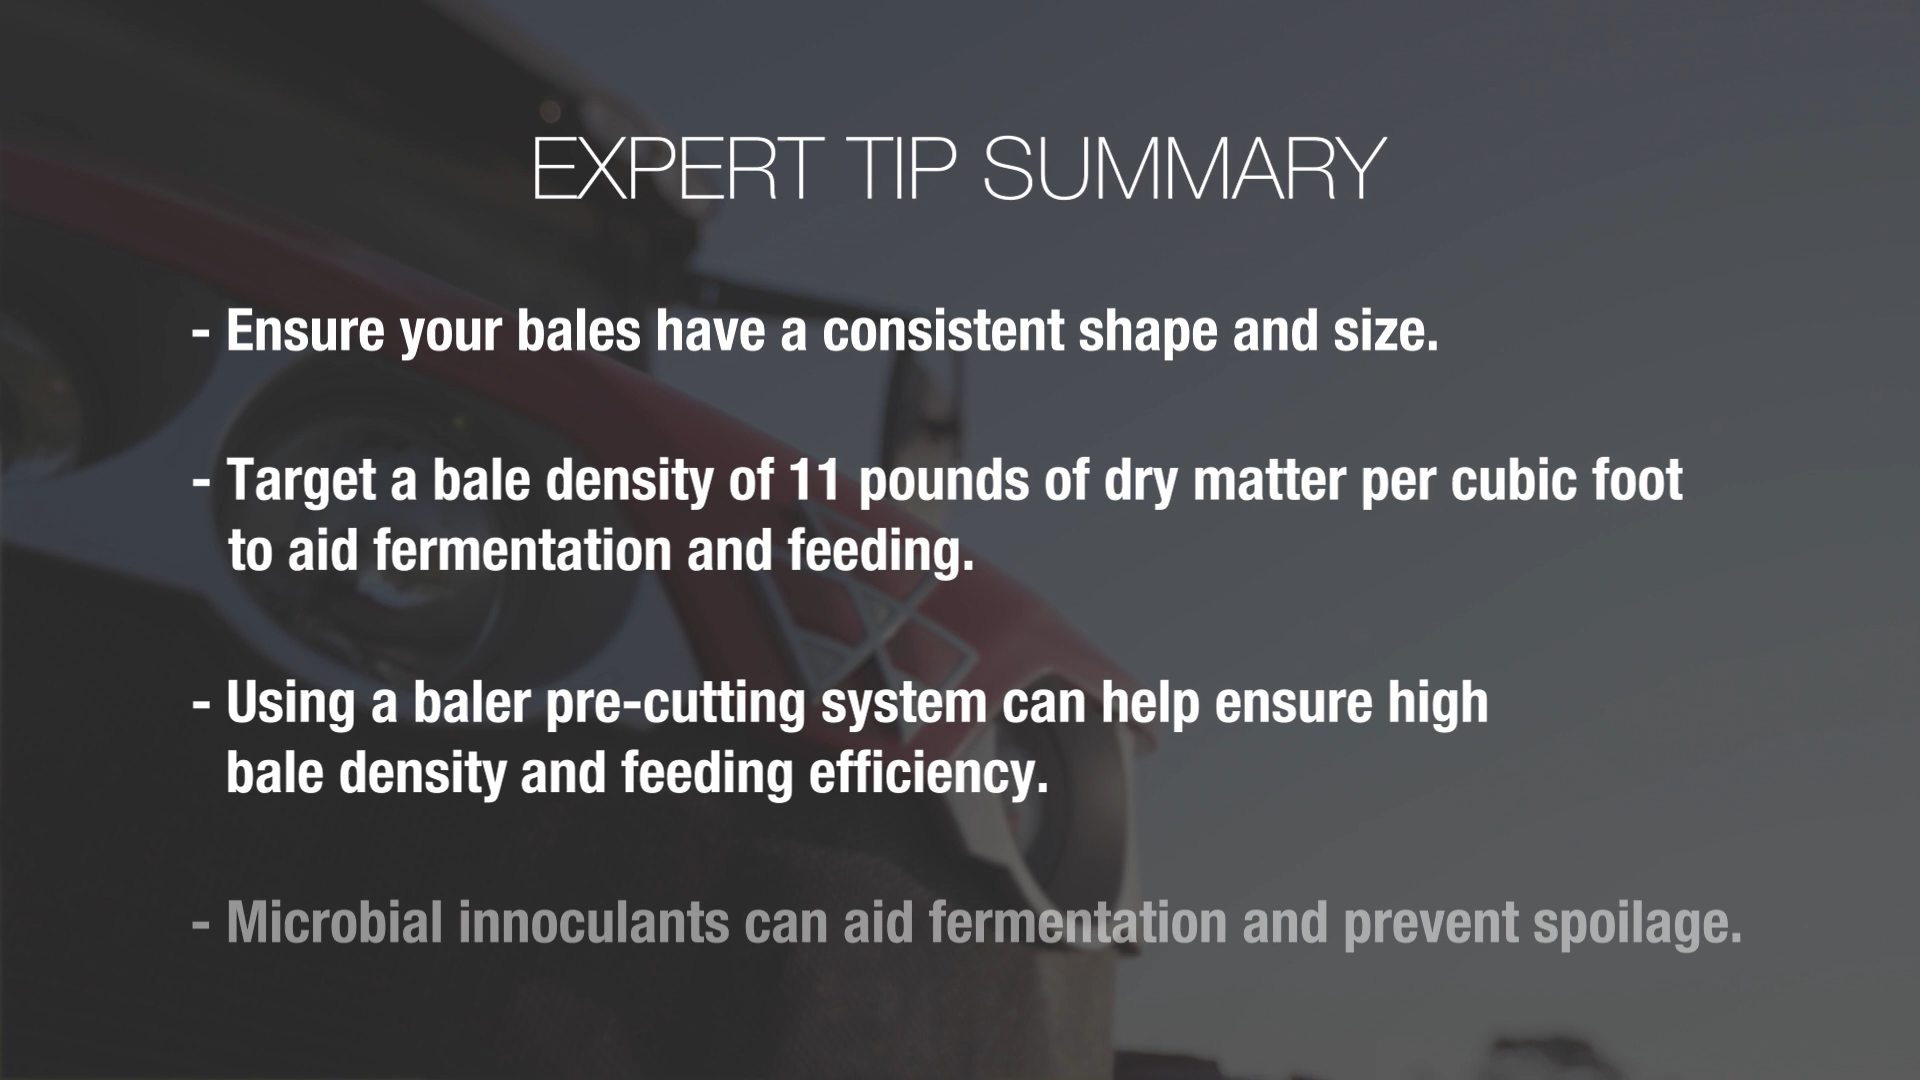 EXPERT TIP SUMMARY
- Ensure your bales have a consistent shape and size.
- Target a bale density of 11 pounds of dry matter per cubic foot
to aid fermentation and feeding.
- Using a baler pre-cutting system can help ensure high
bale density and feeding efficiency.
- Microbial innoculants can aid fermentation and prevent spoilage.